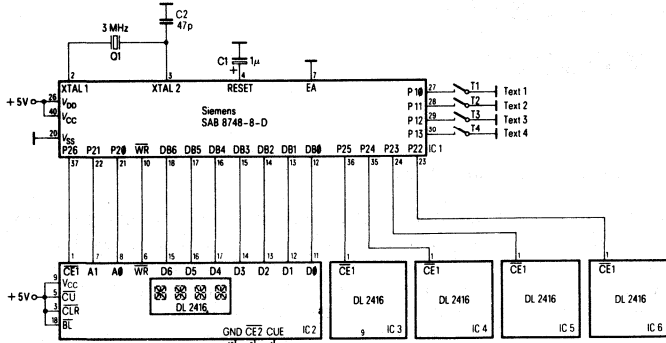 C2
47p
3 MHz
Q1
C1
1µ
+
2 3 4 7
XTAL 1 XTAL 2 RESET EA
+5V
26 VDD
40 VCC
20 VSS
Siemens
SAB 8748-8-D
P10 27 T1 Text 1
P11 28 T2 Text 2
P12 29 T3 Text 3
P13 30 T4 Text 4
IC 1
P26 P21 P20 WR DB6 DB5 DB4 DB3 DB2 DB1 DB0 P25 P24 P23 P22
37 22 21 10 18 17 16 15 14 13 12 36 35 24 23
1 7 8 6 15 16 17 14 13 12 11 1 1 1 1
CE1 A1 A0 WR D6 D5 D4 D3 D2 D1 D0 CE1 CE1 CE1 CE1
+5V
9 VCC
5 CU
3 CLR
18 BL
DL 2416 DL 2416 DL 2416 DL 2416 DL 2416
GND CE2 CUE IC2
9 IC 3 IC 4 IC 5 IC 6